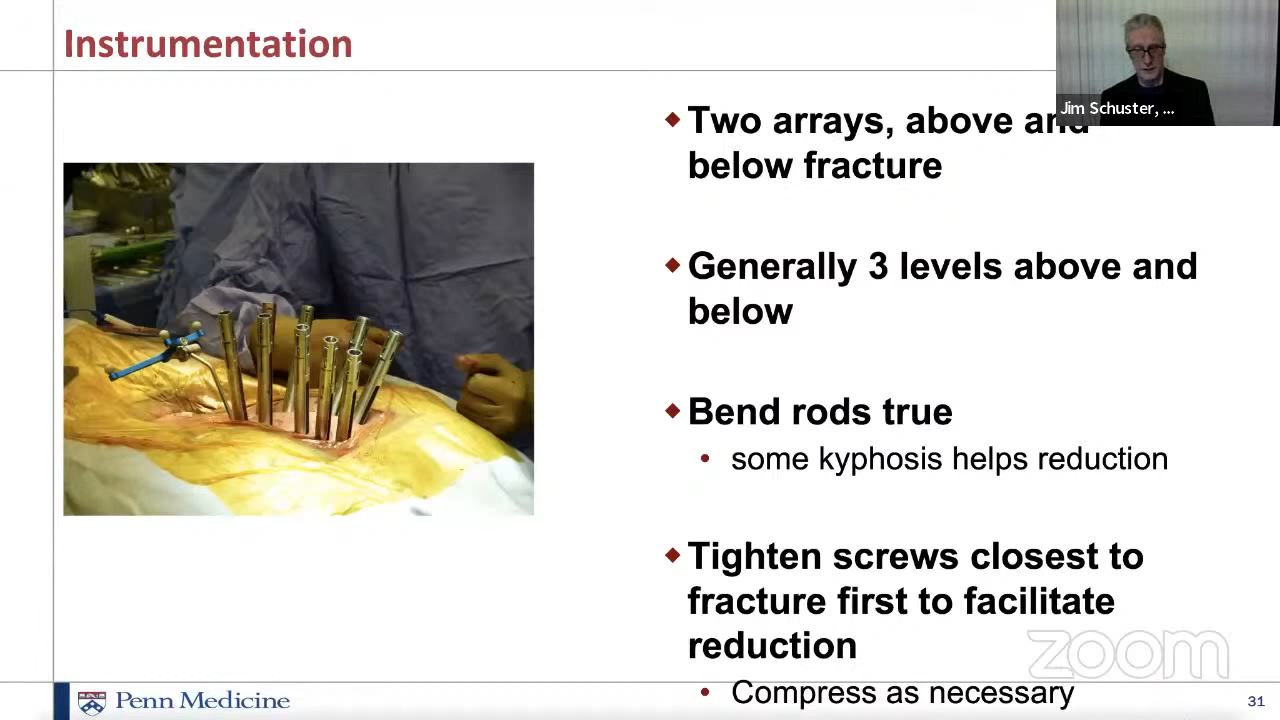 Instrumentation
Jim Schuster, ...
Two arrays, above and
below fracture
Generally 3 levels above and
below
Bend rods true
some kyphosis helps reduction
Tighten screws closest to
fracture first to facilitate
reduction
Compress as necessary
zoom
Penn Medicine
31